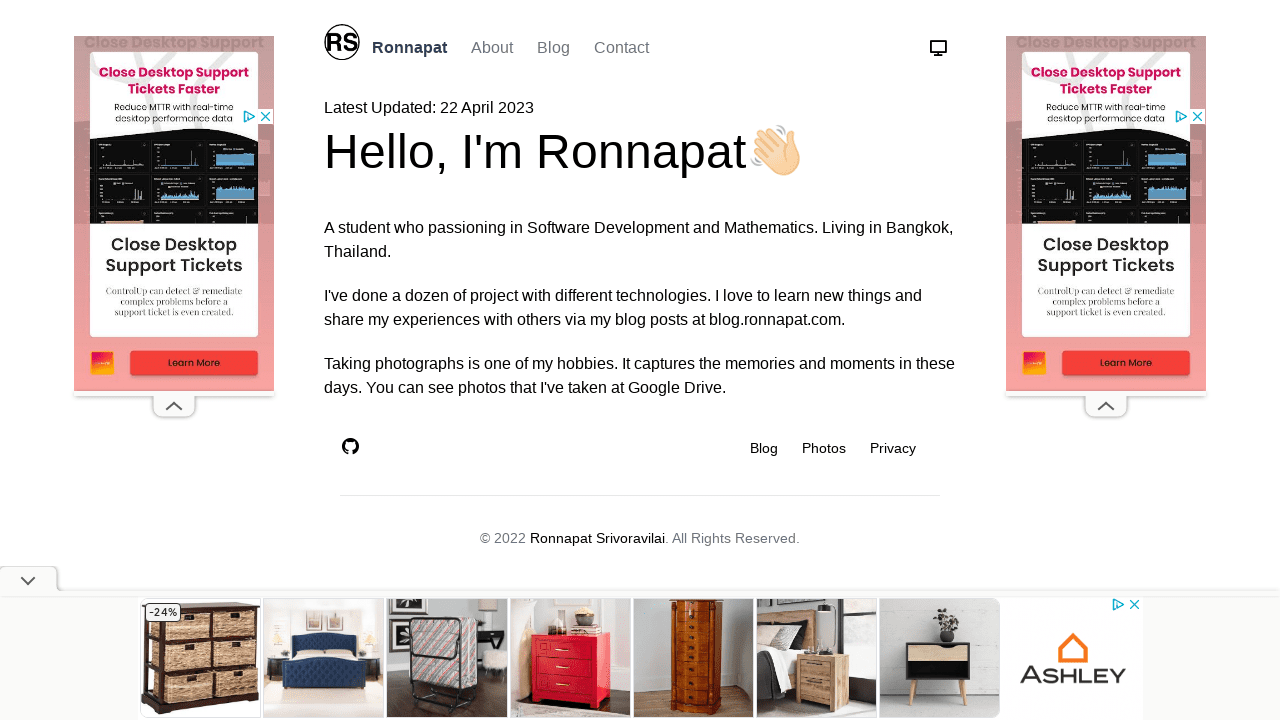 RS Ronnapat About Blog Contact
Latest Updated: 22 April 2023
Hello, I'm Ronnapat
A student who passioning in Software Development and Mathematics. Living in Bangkok,
Thailand.
I've done a dozen of project with different technologies. I love to learn new things and
share my experiences with others via my blog posts at blog.ronnapat.com.
Taking photographs is one of my hobbies. It captures the memories and moments in these
days. You can see photos that I've taken at Google Drive.
Blog Photos Privacy
© 2022 Ronnapat Srivoravilai. All Rights Reserved.
Close Desktop Support
Close Desktop Support
Tickets Faster
Reduce MTTR with real-time
desktop performance data
Close Desktop
Support Tickets
ControlUp can detect & remediate
complex problems before a
support ticket is even created.
Learn More
Close Desktop Support
Close Desktop Support
Tickets Faster
Reduce MTTR with real-time
desktop performance data
Close Desktop
Support Tickets
ControlUp can detect & remediate
complex problems before a
support ticket is even created.
Learn More
-24%
ASHLEY